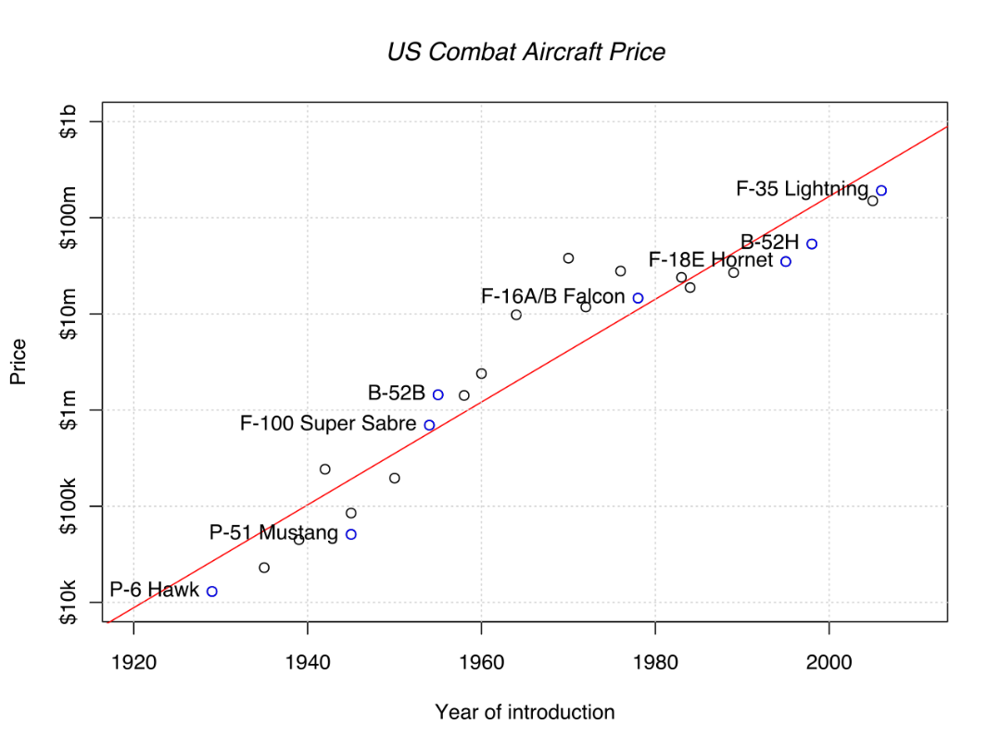 US Combat Aircraft Price
$1b
$100m
$10m
$1m
$100k
$10k
Price
F-35 Lightning
B-52H
F-18E Hornet
F-16A/B Falcon
B-52B
F-100 Super Sabre
P-51 Mustang
P-6 Hawk
1920 1940 1960 1980 2000
Year of introduction